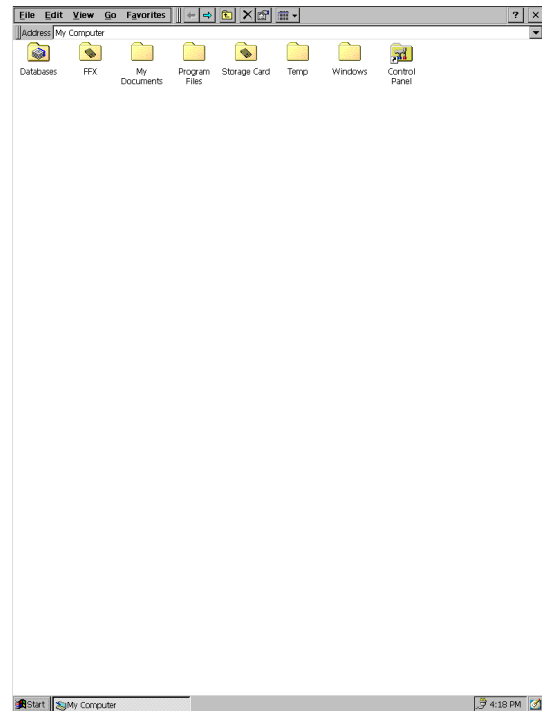 File Edit View Go Favorites ? 
Address My Computer
Databases FFX My Documents Program Files Storage Card Temp Windows Control Panel
Start My Computer 4:18 PM